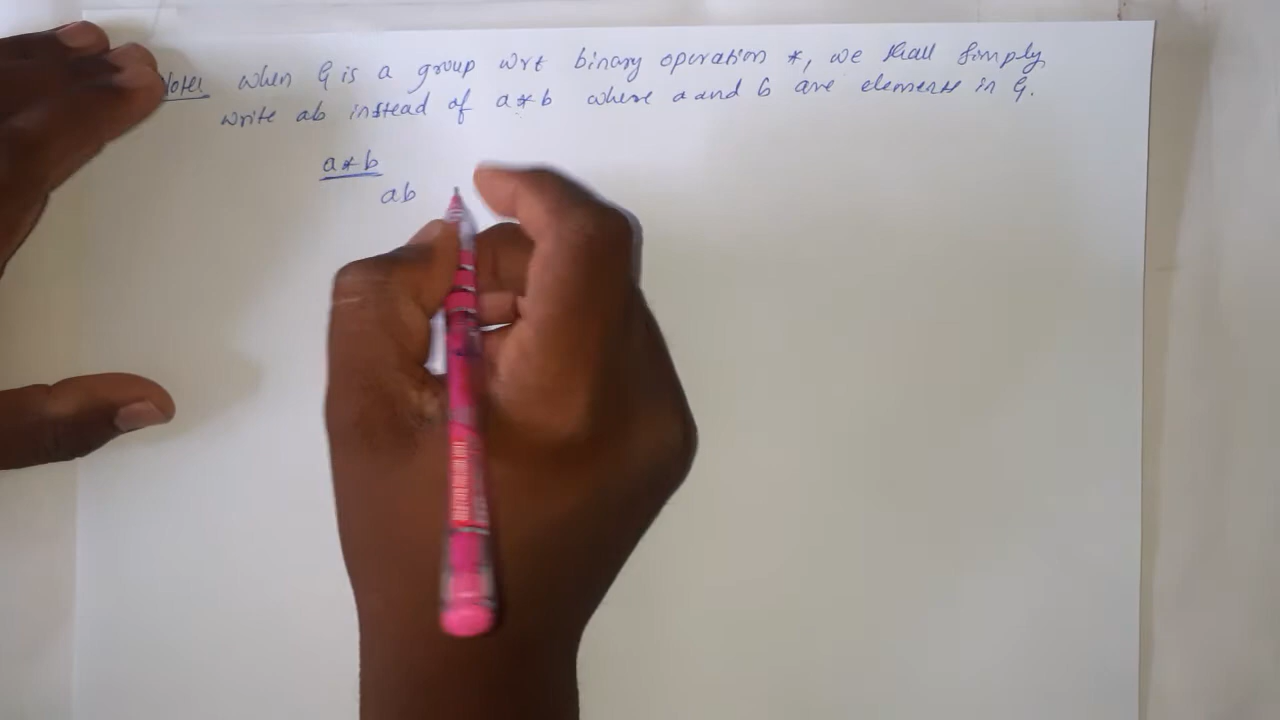 Note: When G is a group wrt binary operation *, we shall simply
write ab instead of a*b where a and b are elements in G.
a*b
ab